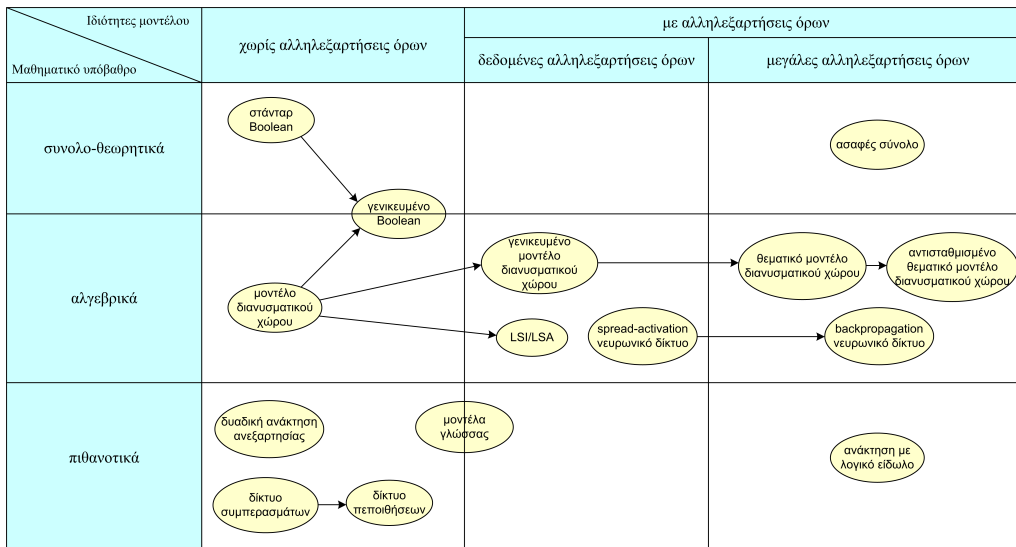 Ιδιότητες μοντέλου
Μαθηματικό υπόβαθρο
χωρίς αλληλεξαρτήσεις όρων
με αλληλεξαρτήσεις όρων
δεδομένες αλληλεξαρτήσεις όρων
μεγάλες αλληλεξαρτήσεις όρων
συνολο-θεωρητικά
στάνταρ
Boolean
ασαφές σύνολο
γενικευμένο
Boolean
αλγεβρικά
μοντέλο
διανυσματικού
χώρου
γενικευμένο
μοντέλο
διανυσματικού
χώρου
θεματικό μοντέλο
διανυσματικού χώρου
αντισταθμισμένο
θεματικό μοντέλο
διανυσματικού χώρου
LSI/LSA
spread-activation
νευρωνικό δίκτυο
backpropagation
νευρωνικό δίκτυο
πιθανοτικά
δυαδική ανάκτηση
ανεξαρτησίας
μοντέλα
γλώσσας
ανάκτηση με
λογικό είδωλο
δίκτυο
συμπερασμάτων
δίκτυο
πεποιθήσεων